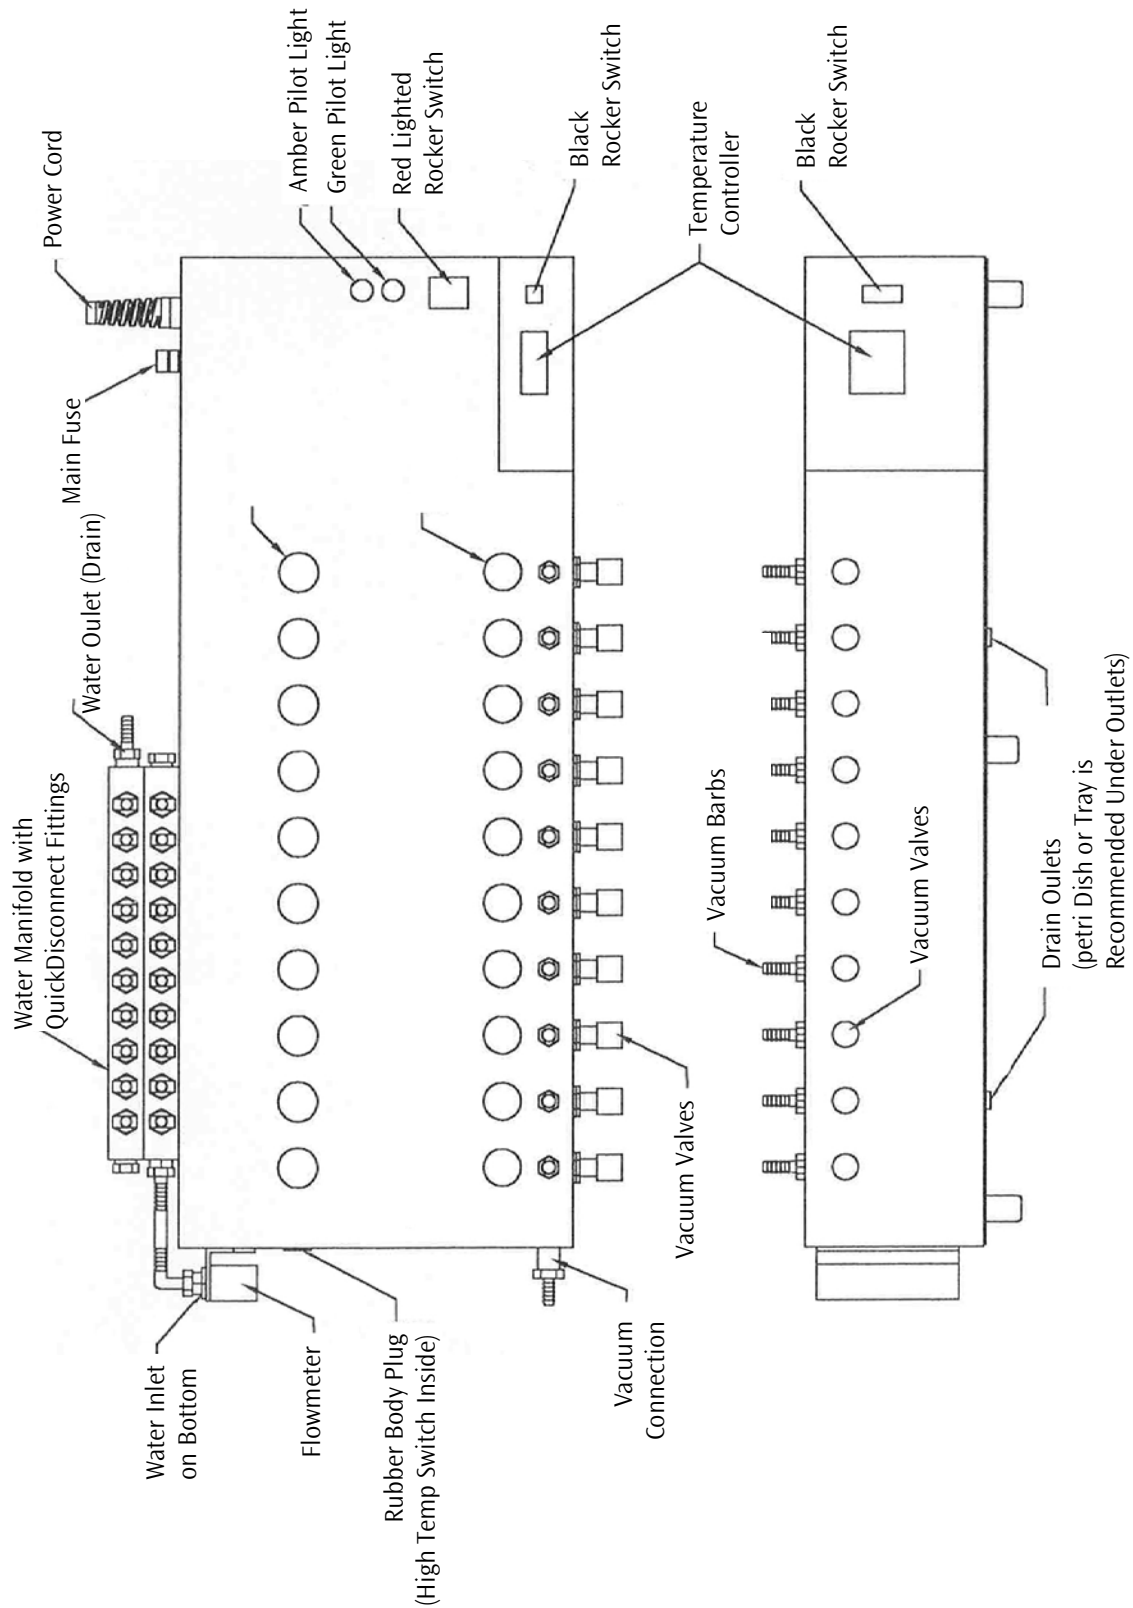 Water Manifold with
QuickDisconnect Fittings
Water Oulet (Drain)
Main Fuse
Power Cord
Water Inlet
on Bottom
Flowmeter
Rubber Body Plug
(High Temp Switch Inside)
Amber Pilot Light
Green Pilot Light
Red Lighted
Rocker Switch
Black
Rocker Switch
Vacuum
Connection
Vacuum Valves
Temperature
Controller
Vacuum Barbs
Black
Rocker Switch
Vacuum Valves
Drain Oulets
(petri Dish or Tray is
Recommended Under Outlets)